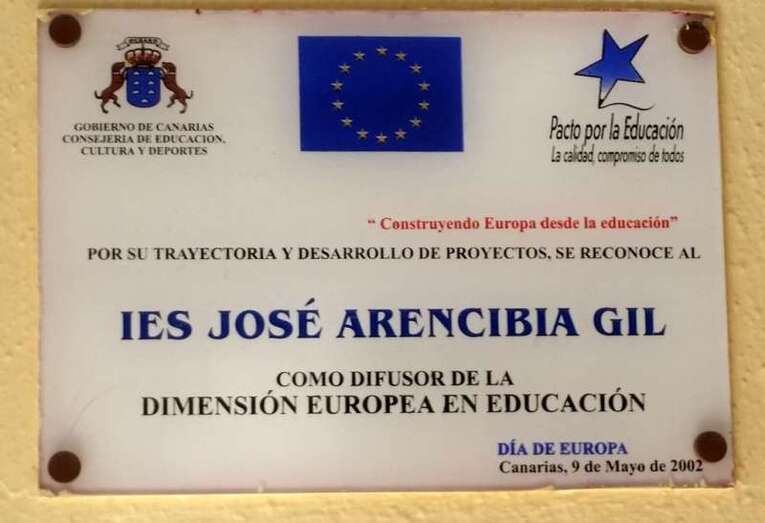 GOBIERNO DE CANARIAS
CONSEJERIA DE EDUCACION,
CULTURA Y DEPORTES
Pacto por la Educación
La calidad, compromiso de todos
“ Construyendo Europa desde la educación”
POR SU TRAYECTORIA Y DESARROLLO DE PROYECTOS, SE RECONOCE AL
IES JOSÉ ARENCIBIA GIL
COMO DIFUSOR DE LA
DIMENSIÓN EUROPEA EN EDUCACIÓN
DÍA DE EUROPA
Canarias, 9 de Mayo de 2002